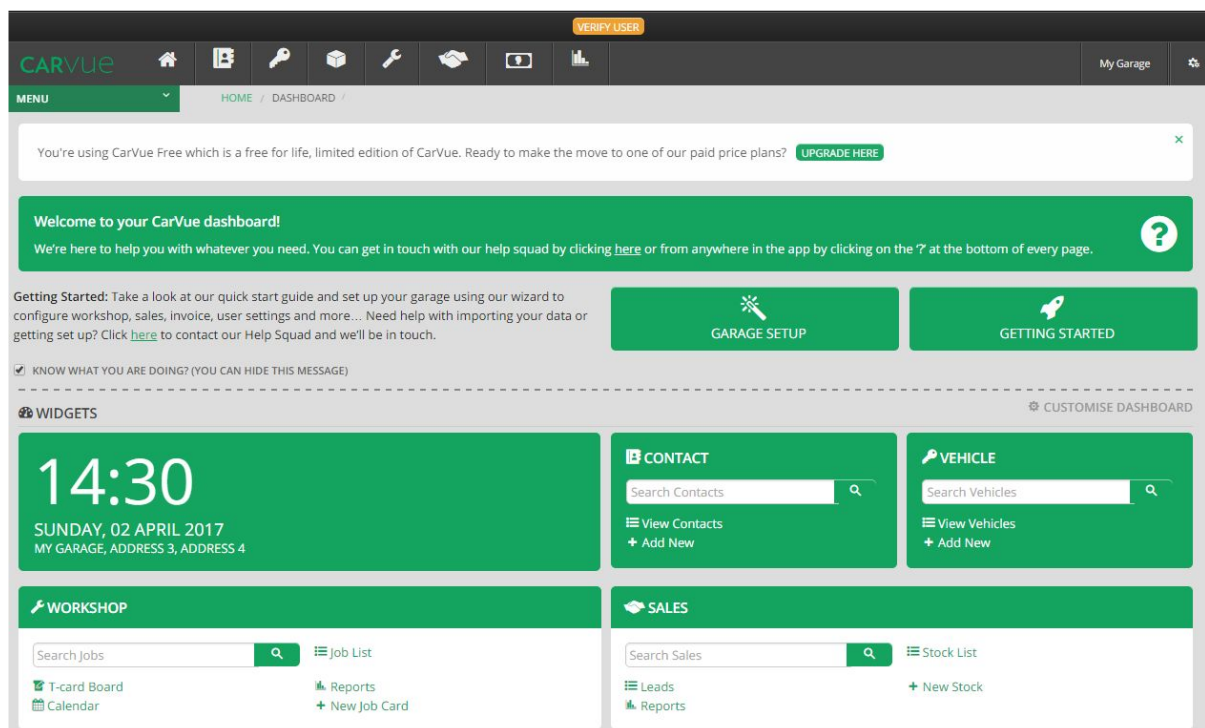 VERIFY USER
CARVUE
My Garage
MENU
HOME / DASHBOARD /
You're using CarVue Free which is a free for life, limited edition of CarVue. Ready to make the move to one of our paid price plans? UPGRADE HERE
Welcome to your CarVue dashboard!
We're here to help you with whatever you need. You can get in touch with our help squad by clicking here or from anywhere in the app by clicking on the '?' at the bottom of every page.
Getting Started: Take a look at our quick start guide and set up your garage using our wizard to
configure workshop, sales, invoice, user settings and more... Need help with importing your data or
getting set up? Click here to contact our Help Squad and we'll be in touch.
GARAGE SETUP
GETTING STARTED
KNOW WHAT YOU ARE DOING? (YOU CAN HIDE THIS MESSAGE)
WIDGETS
CUSTOMISE DASHBOARD
14:30
SUNDAY, 02 APRIL 2017
MY GARAGE, ADDRESS 3, ADDRESS 4
CONTACT
Search Contacts
View Contacts
+ Add New
VEHICLE
Search Vehicles
View Vehicles
+ Add New
WORKSHOP
Search Jobs
Job List
T-card Board
Reports
Calendar
+ New Job Card
SALES
Search Sales
Stock List
Leads
+ New Stock
Reports